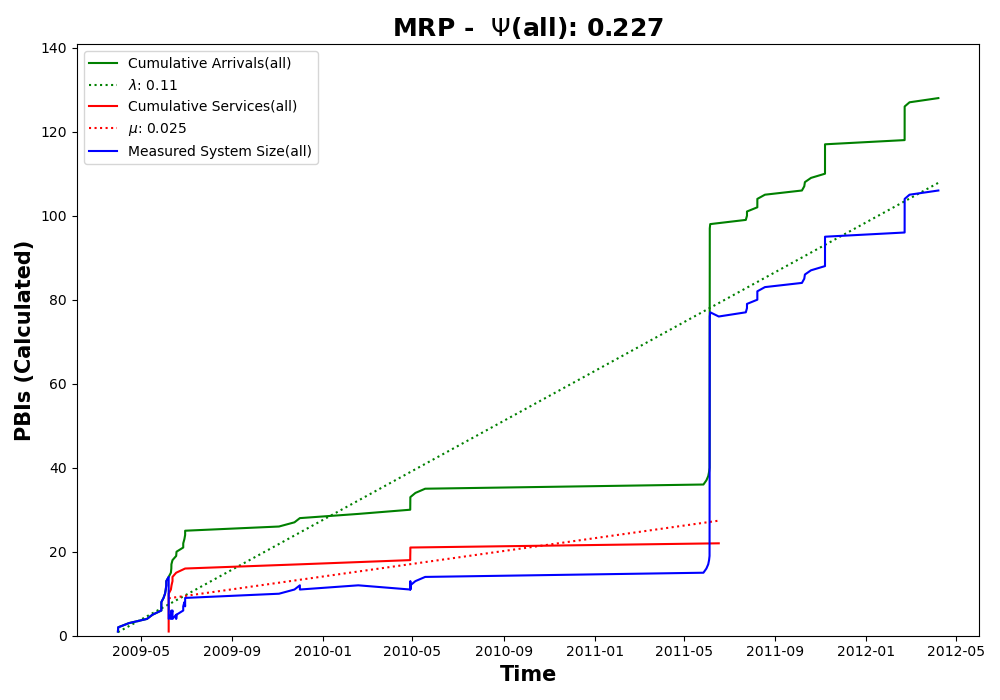 MRP -  Ψ(all): 0.227
Cumulative Arrivals(all)
λ: 0.11
Cumulative Services(all)
μ: 0.025
Measured System Size(all)
PBIs (Calculated)
140
120
100
80
60
40
20
0
2009-05 2009-09 2010-01 2010-05 2010-09 2011-01 2011-05 2011-09 2012-01 2012-05
Time